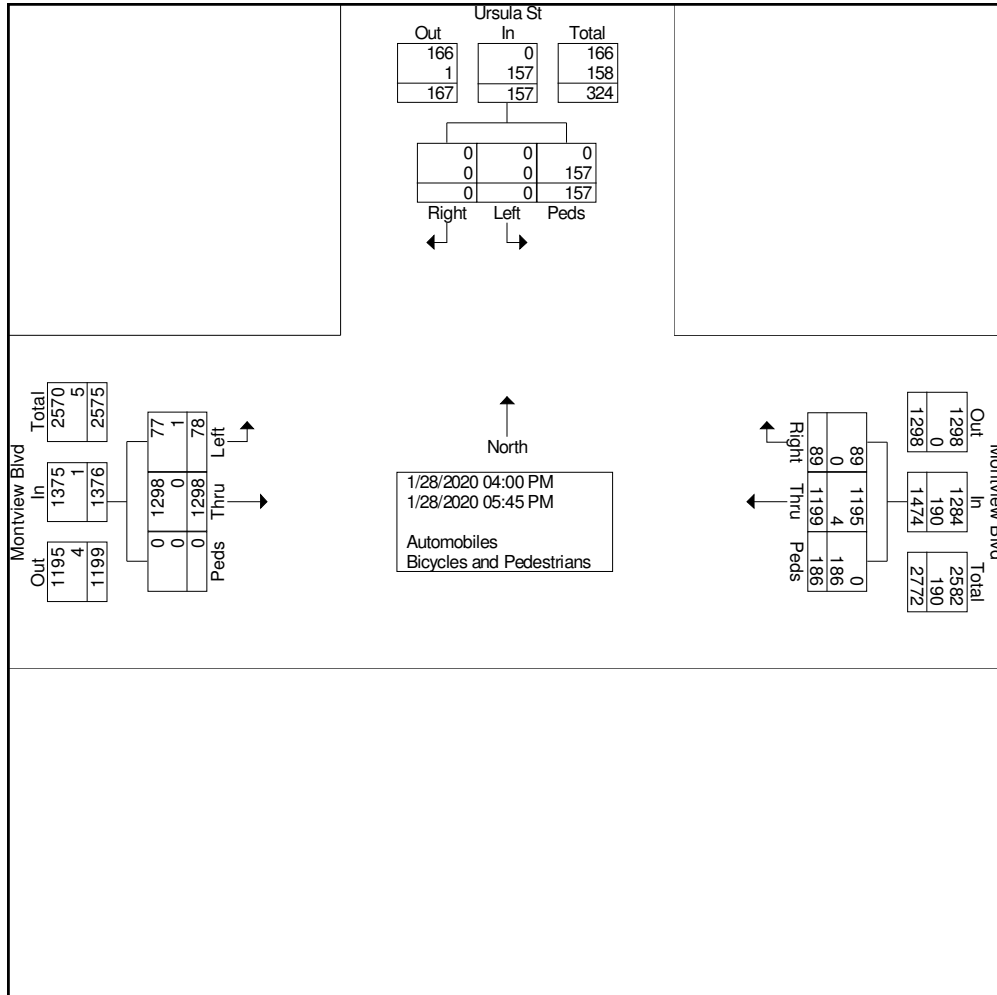 Ursula St
Out In Total
166 0 166
1 157 158
167 157 324
0 0 0
0 0 157
0 0 157
Right Left Peds
Montview Blvd
Total In Out
2570 1375 1195
5 1 4
2575 1376 1199
Left Thru Peds
77 1298 0
1 0 0
78 1298 0
North
1/28/2020 04:00 PM
1/28/2020 05:45 PM
Automobiles
Bicycles and Pedestrians
Right Thru Peds
89 1195 0
0 4 186
89 1199 186
Montview Blvd
Out In Total
1298 1284 2582
0 190 190
1298 1474 2772